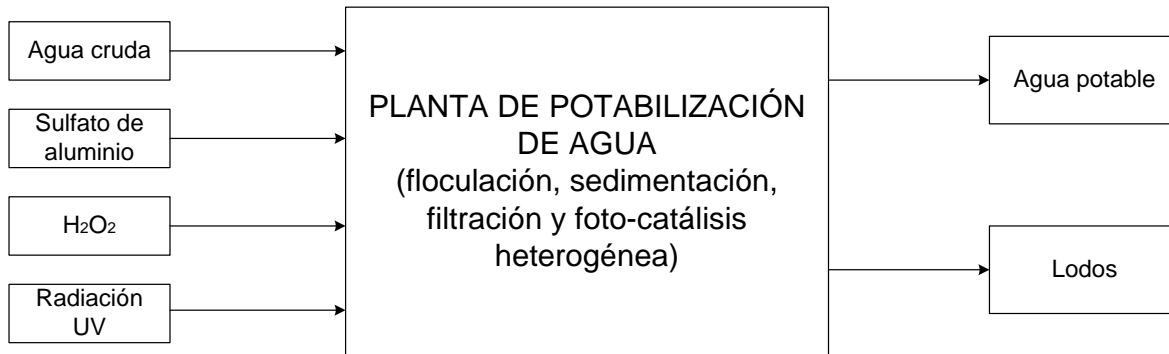 Agua cruda
Sulfato de
aluminio
H2O2
Radiación
UV
PLANTA DE POTABILIZACIÓN
DE AGUA
(floculación, sedimentación,
filtración y foto-catálisis
heterogénea)
Agua potable
Lodos